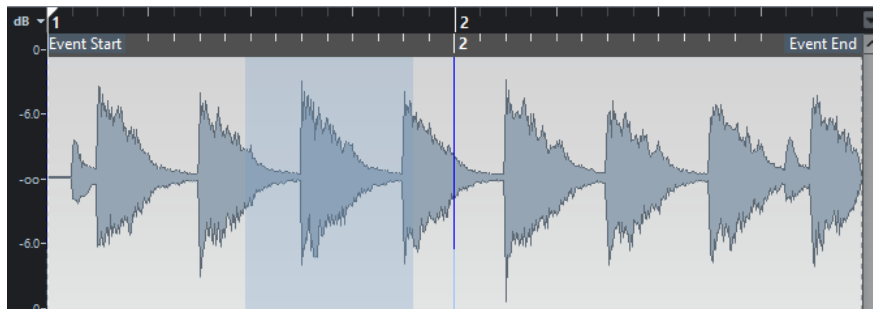 dB 1 2
Event Start 2 Event End
0-
-6.0-
-oo-
-6.0-
0-